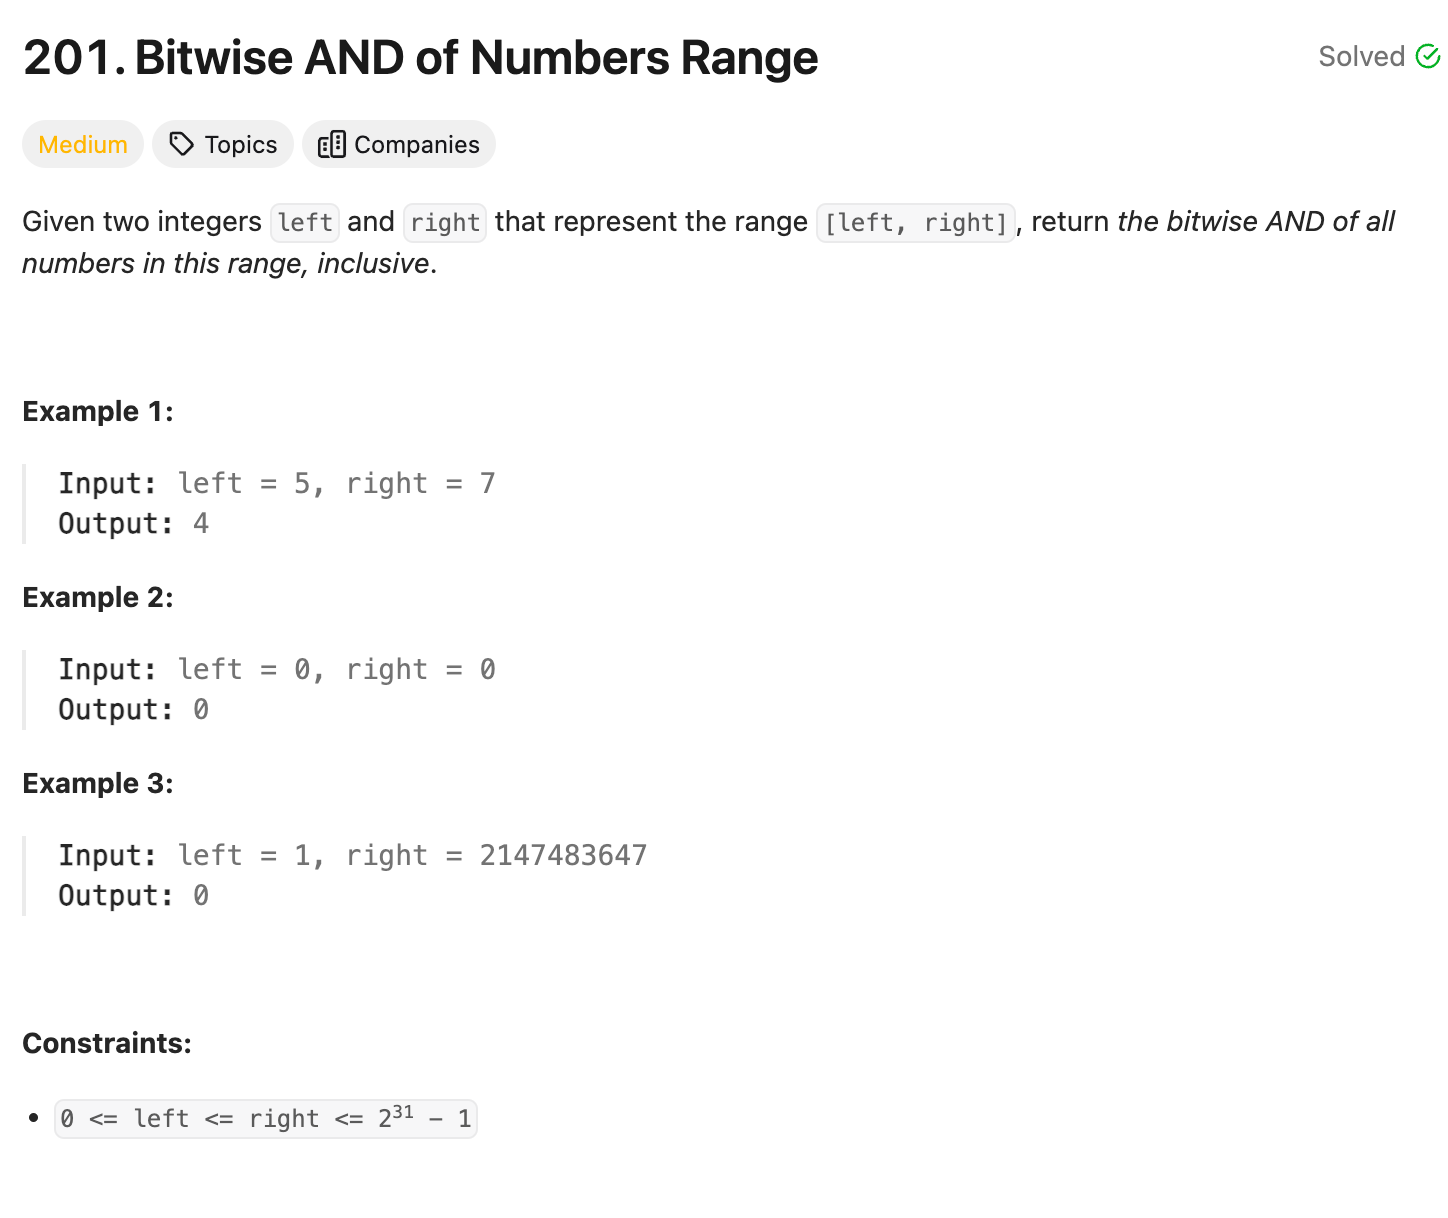 201. Bitwise AND of Numbers Range
Solved
Medium
Topics
Companies
Given two integers left and right that represent the range [left, right], return the bitwise AND of all
numbers in this range, inclusive.
Example 1:
Input: left = 5, right = 7
Output: 4
Example 2:
Input: left = 0, right = 0
Output: 0
Example 3:
Input: left = 1, right = 2147483647
Output: 0
Constraints:
• 0 <= left <= right <= 2³¹ - 1